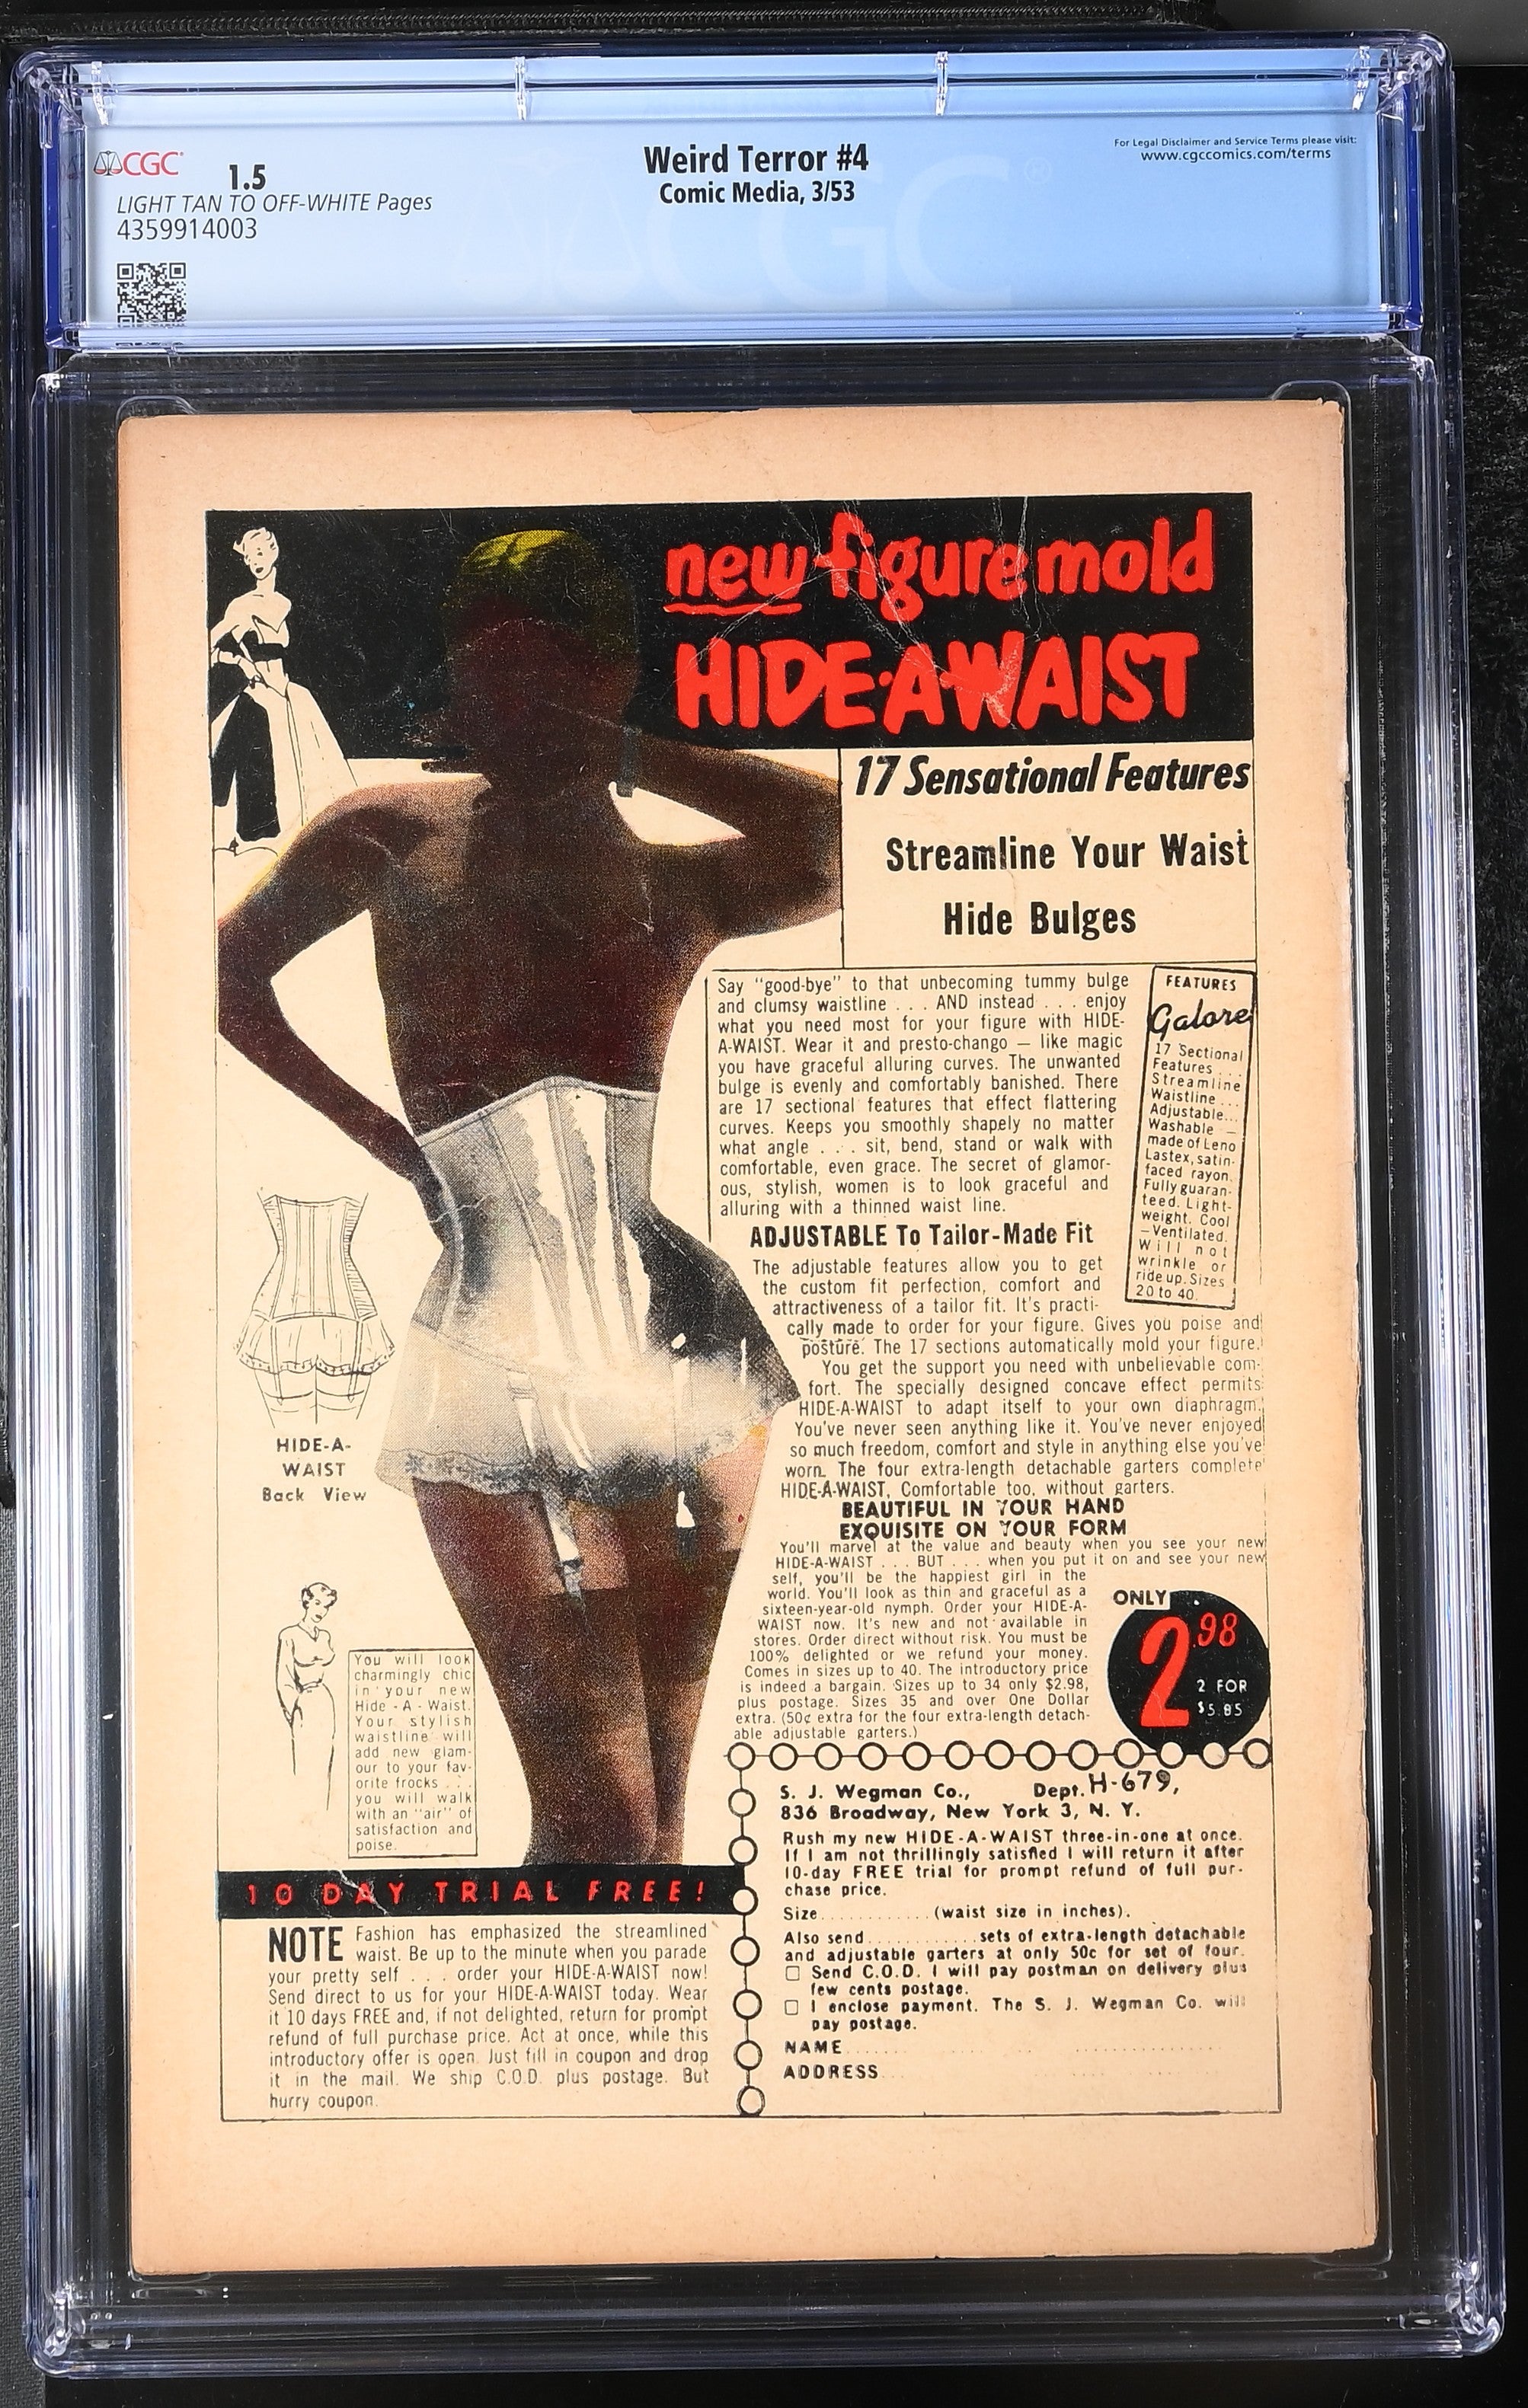 CGC
1.5
LIGHT TAN TO OFF-WHITE Pages
4359914003
Weird Terror #4
Comic Media, 3/53
For Legal Disclaimer and Service Terms please visit:
www.cgccomics.com/terms
new figure mold
HIDE·A·WAIST
17 Sensational Features
Streamline Your Waist
Hide Bulges
Say "good-bye" to that unbecoming tummy bulge
and clumsy waistline . . . AND instead . . . enjoy
what you need most for your figure with HIDE-
A-WAIST. Wear it and presto-chango — like magic
you have graceful alluring curves. The unwanted
bulge is evenly and comfortably banished. There
are 17 sectional features that effect flattering
curves. Keeps you smoothly shapely no matter
what angle . . . sit, bend, stand or walk with
comfortable, even grace. The secret of glamor-
ous, stylish, women is to look graceful and
alluring with a thinned waist line.
FEATURES
Galore
17 Sectional
Features . . .
Streamline
Waistline . . .
Adjustable...
Washable —
made of Leno
Lastex, satin-
faced rayon.
Fully guaran-
teed. Light-
weight. Cool
—Ventilated.
Will not
wrinkle or
ride up. Sizes
20 to 40.
ADJUSTABLE To Tailor-Made Fit
The adjustable features allow you to get
the custom fit perfection, comfort and
attractiveness of a tailor fit. It's practi-
cally made to order for your figure. Gives you poise and
posture. The 17 sections automatically mold your figure.
You get the support you need with unbelievable com-
fort. The specially designed concave effect permits
HIDE-A-WAIST to adapt itself to your own diaphragm.
You've never seen anything like it. You've never enjoyed
so much freedom, comfort and style in anything else you've
worn. The four extra-length detachable garters complete
HIDE-A-WAIST, Comfortable too, without garters.
BEAUTIFUL IN YOUR HAND
EXQUISITE ON YOUR FORM
You'll marvel at the value and beauty when you see your new
HIDE-A-WAIST . . . BUT . . . when you put it on and see your new
self, you'll be the happiest girl in the
world. You'll look as thin and graceful as a
sixteen-year-old nymph. Order your HIDE-A-
WAIST now. It's new and not available in
stores. Order direct without risk. You must be
100% delighted or we refund your money.
Comes in sizes up to 40. The introductory price
is indeed a bargain. Sizes up to 34 only $2.98,
plus postage. Sizes 35 and over One Dollar
extra. (50¢ extra for the four extra-length detach-
able adjustable garters.)
ONLY
2.98
2 FOR
$5.85
HIDE-A-
WAIST
Back View
You will look
charmingly chic
in your new
Hide - A - Waist.
Your stylish
waistline will
add new glam-
our to your fav-
orite frocks . . .
you will walk
with an "air" of
satisfaction and
poise.
10 DAY TRIAL FREE!
NOTE Fashion has emphasized the streamlined
waist. Be up to the minute when you parade
your pretty self . . . order your HIDE-A-WAIST now!
Send direct to us for your HIDE-A-WAIST today. Wear
it 10 days FREE and, if not delighted, return for prompt
refund of full purchase price. Act at once, while this
introductory offer is open. Just fill in coupon and drop
it in the mail. We ship C.O.D. plus postage. But
hurry coupon.
S. J. Wegman Co., Dept. H-679,
836 Broadway, New York 3, N. Y.
Rush my new HIDE-A-WAIST three-in-one at once.
If I am not thrillingly satisfied I will return it after
10-day FREE trial for prompt refund of full pur-
chase price.
Size............(waist size in inches).
Also send............sets of extra-length detachable
and adjustable garters at only 50c for set of four.
☐ Send C.O.D. I will pay postman on delivery plus
few cents postage.
☐ I enclose payment. The S. J. Wegman Co. will
pay postage.
NAME
ADDRESS